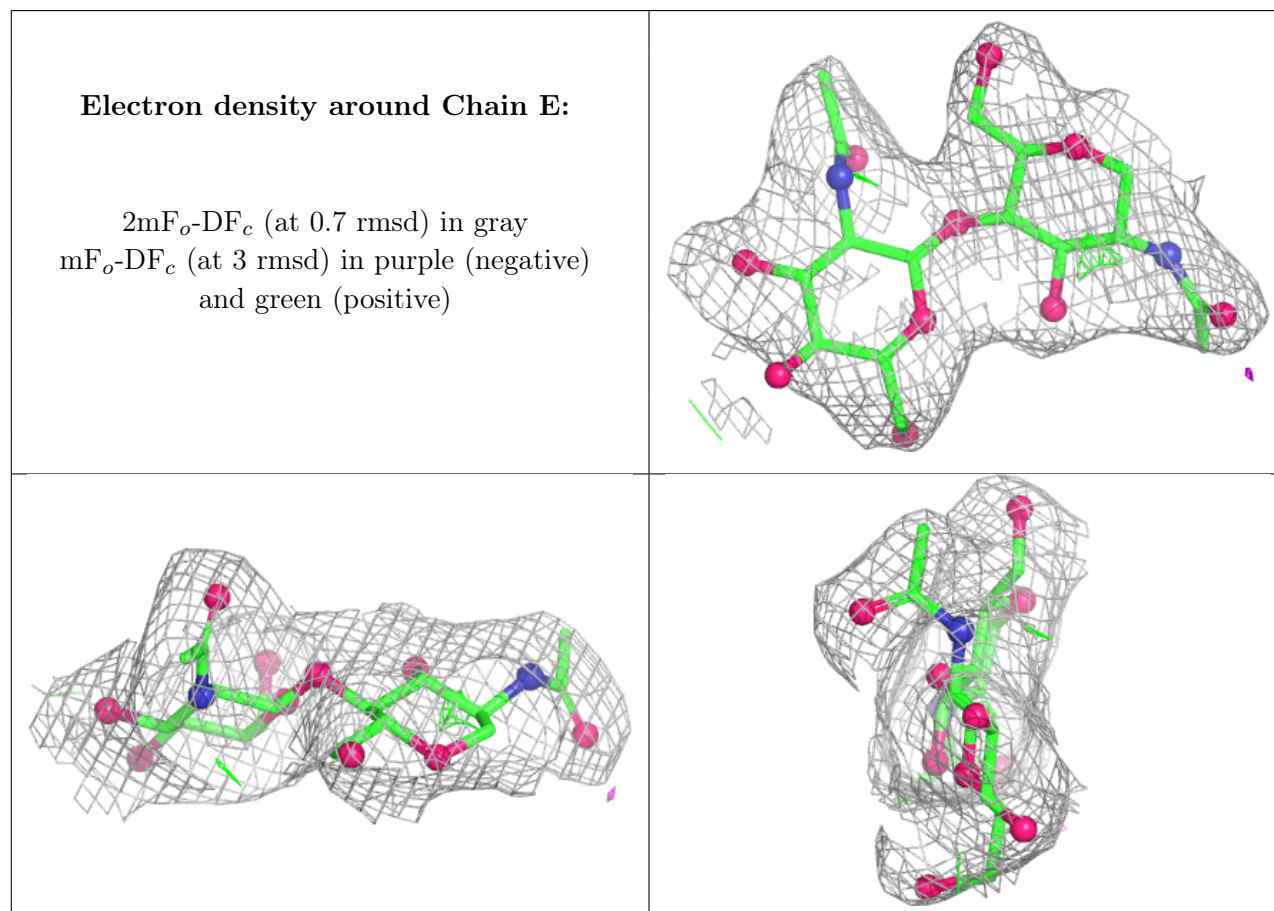 Electron density around Chain E:
2mFo-DFc (at 0.7 rmsd) in gray
mFo-DFc (at 3 rmsd) in purple (negative)
and green (positive)